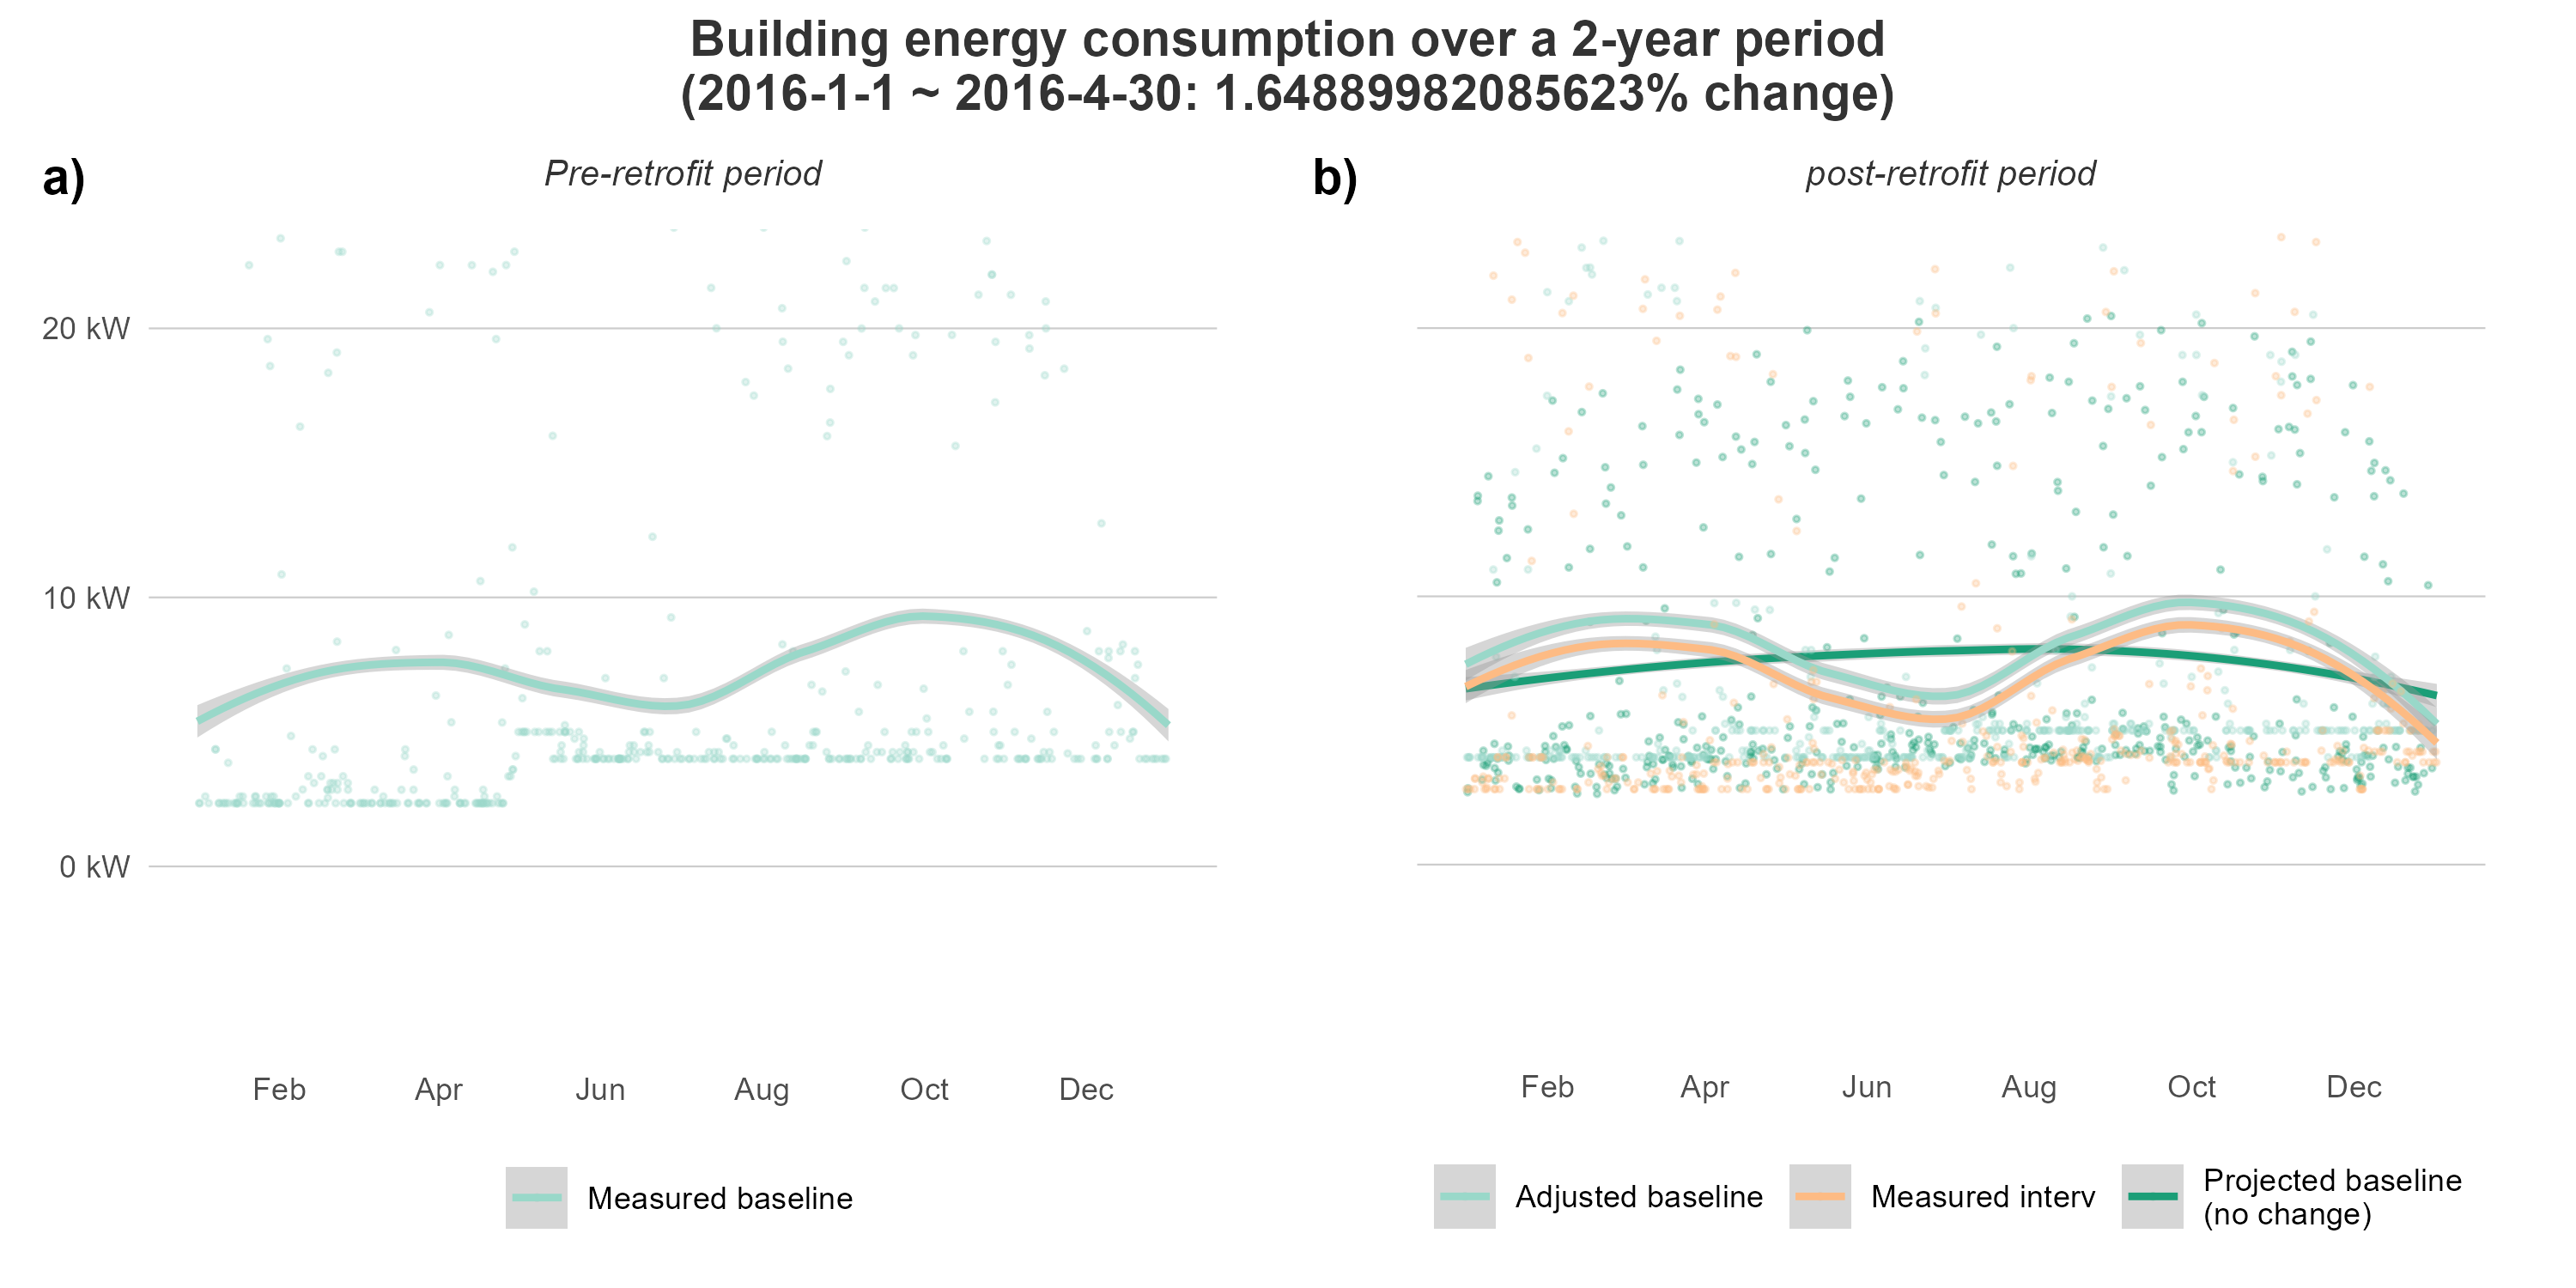 Building energy consumption over a 2-year period
(2016-1-1 ~ 2016-4-30: 1.64889982085623% change)
a)
Pre-retrofit period
20 kW
10 kW
0 kW
Feb Apr Jun Aug Oct Dec
Measured baseline
b)
post-retrofit period
Feb Apr Jun Aug Oct Dec
Adjusted baseline
Measured interv
Projected baseline
(no change)